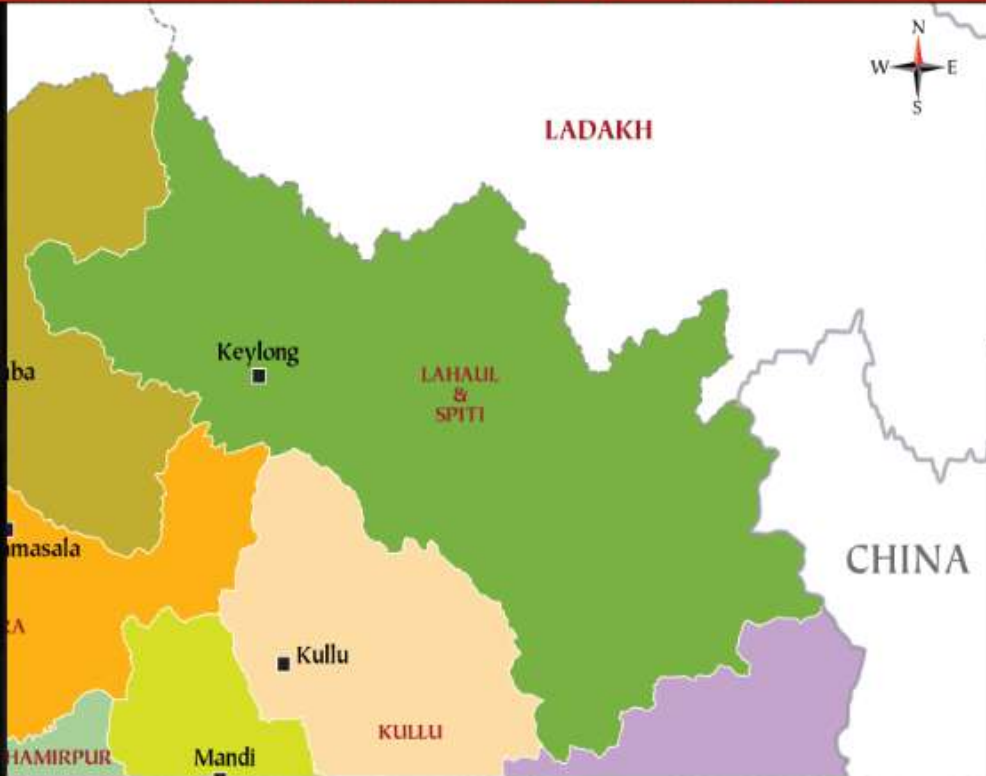 N
W E
S
LADAKH
Keylong
LAHAUL
&
SPITI
CHINA
Kullu
KULLU
HAMIRPUR
Mandi